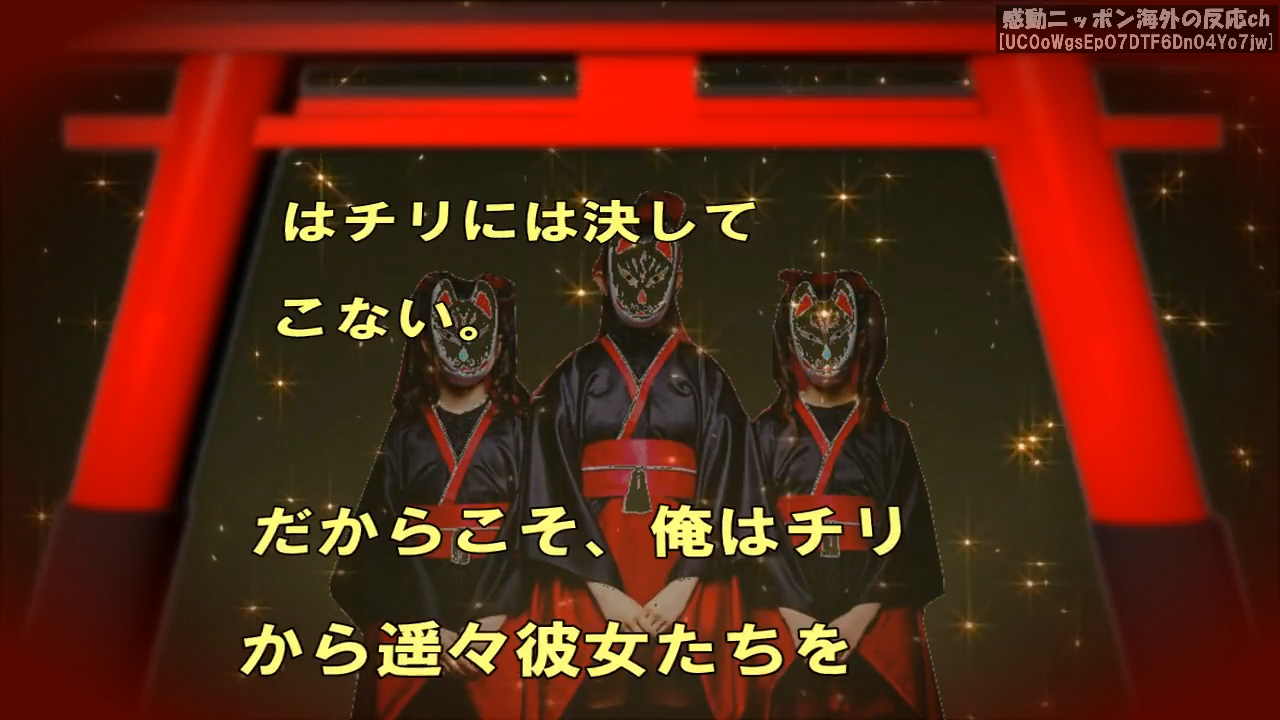 感動ニッポン海外の反応ch
[UCOoWgsEpO7DTF6DnO4Yo7jw]
はチリには決して
こない。
だからこそ、俺はチリ
から遥々彼女たちを